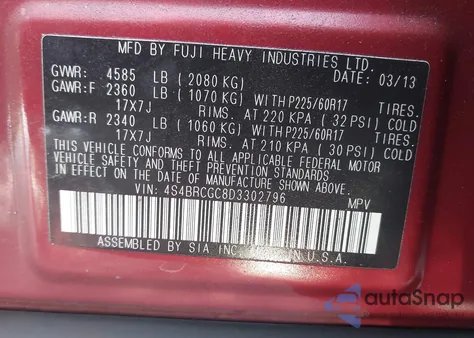 MFD. BY FUJI HEAVY INDUSTRIES LTD.
GVWR: 4585 LB (2080 KG) DATE: 03/13
GAWR:F 2360 LB (1070 KG) WITH P225/60R17 TIRES.
17X7J RIMS. AT 220 KPA (32 PSI) COLD
GAWR:R 2340 LB (1060 KG) WITH P225/60R17 TIRES.
17X7J RIMS. AT 210 KPA (30 PSI) COLD
THIS VEHICLE CONFORMS TO ALL APPLICABLE FEDERAL MOTOR
VEHICLE SAFETY AND BUMPER STANDARDS
IN EFFECT ON THE DATE OF MANUFACTURE SHOWN ABOVE.
VIN: 4S4BRCGC8D3302796 MPV
ASSEMBLED BY SIA INC. IN U.S.A.
autoSnap